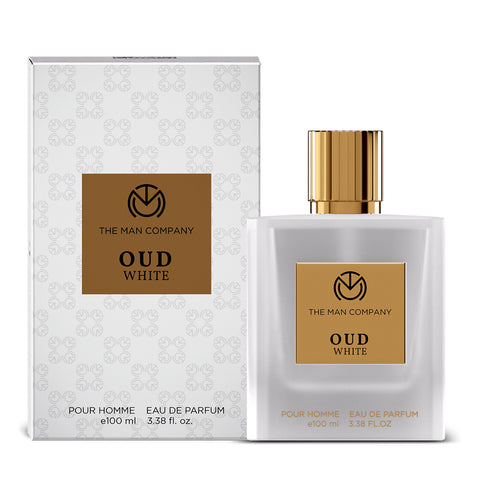 THE MAN COMPANY
OUD
WHITE
POUR HOMME EAU DE PARFUM
e100 ml 3.38 fl. oz.
THE MAN COMPANY
OUD
WHITE
POUR HOMME EAU DE PARFUM
e100 ml 3.38 FL.OZ